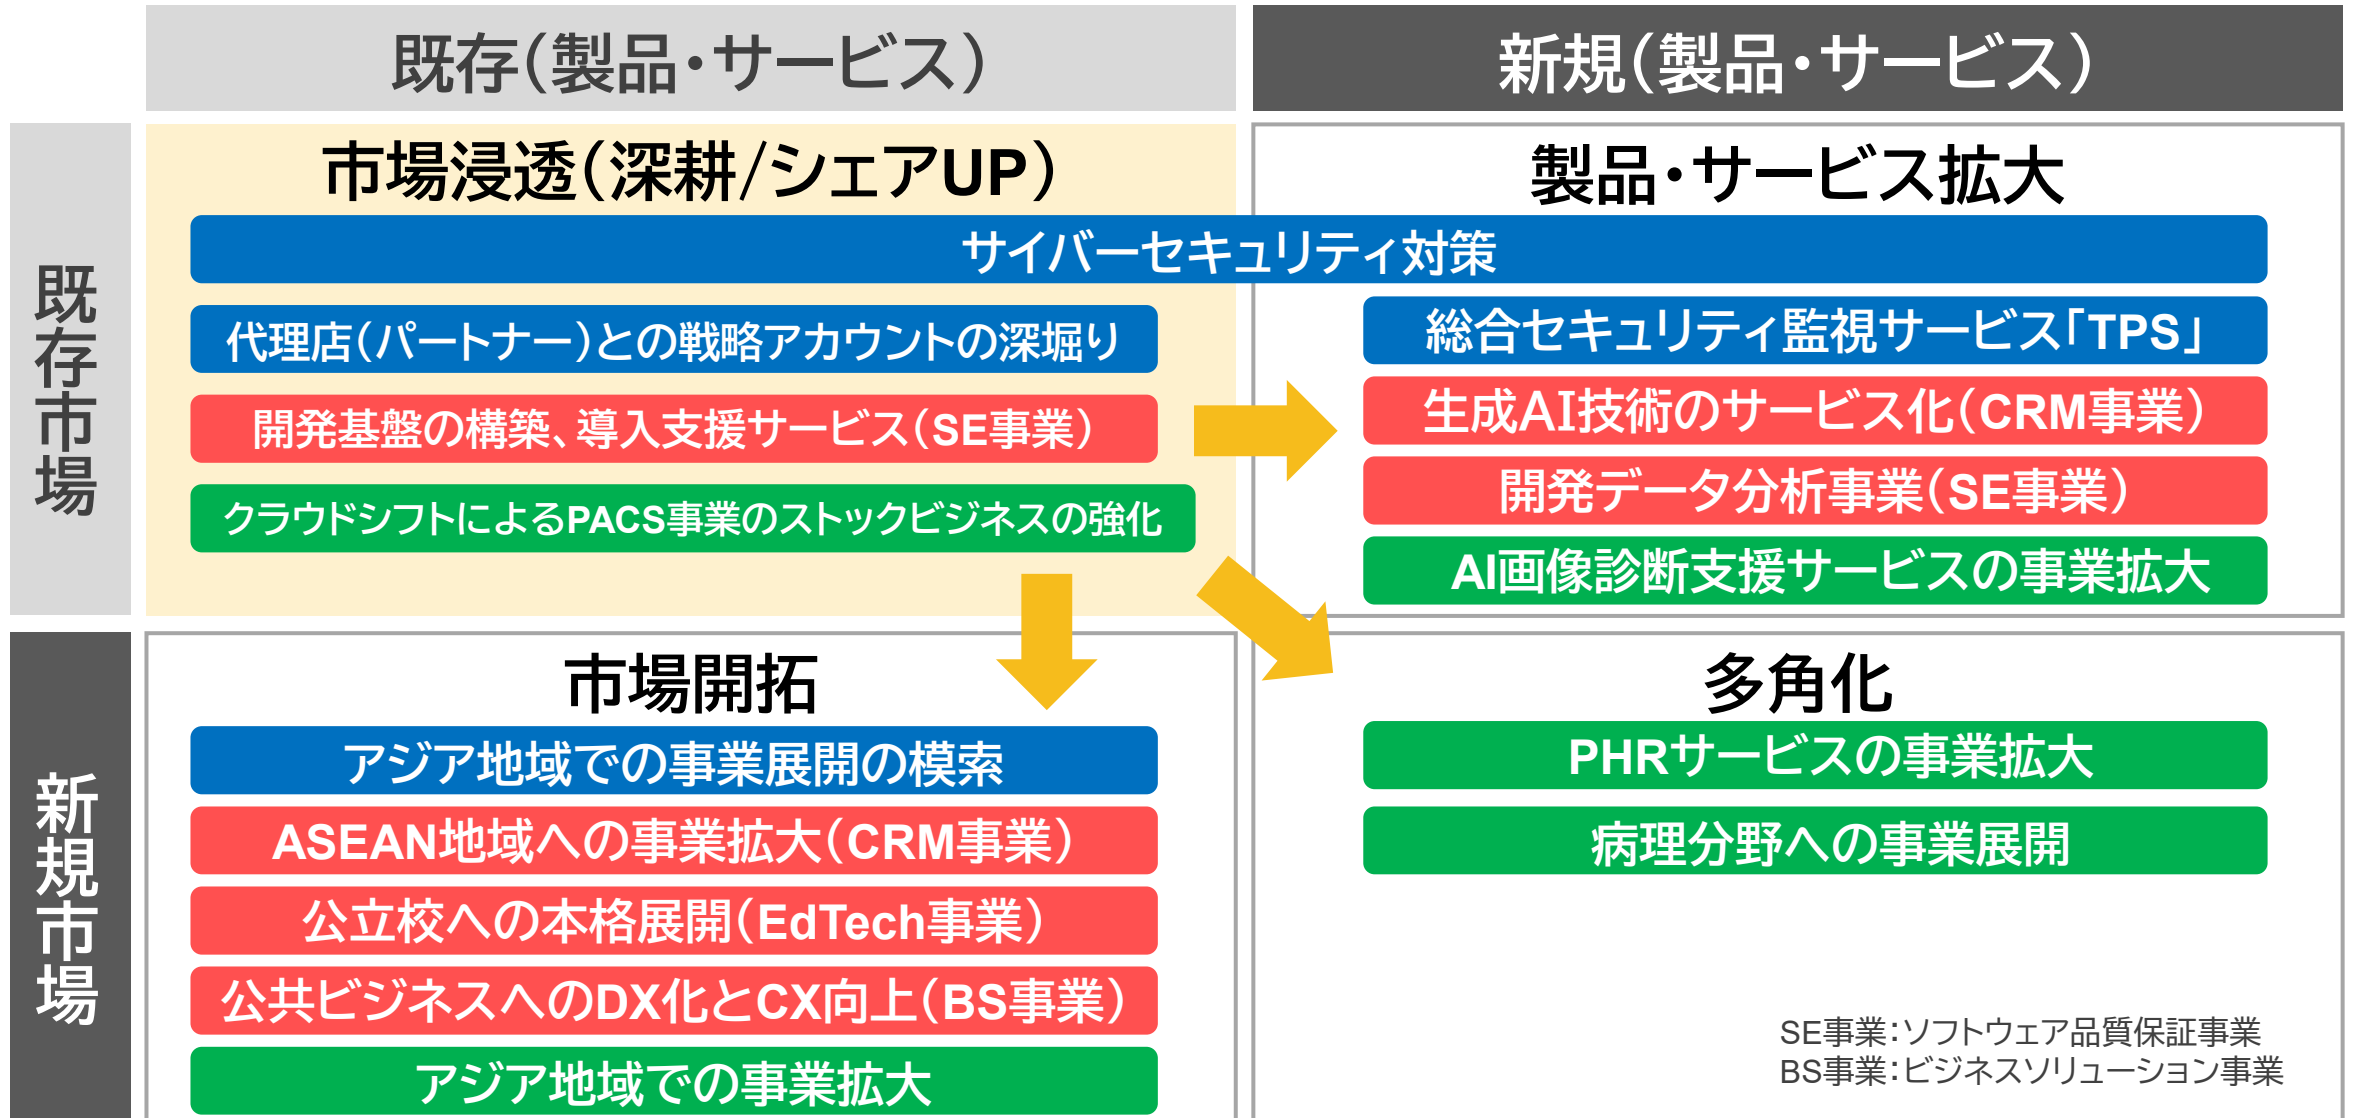 既存（製品・サービス）
新規（製品・サービス）
既存市場
市場浸透（深耕/シェアUP）
製品・サービス拡大
サイバーセキュリティ対策
代理店（パートナー）との戦略アカウントの深堀り
開発基盤の構築、導入支援サービス（SE事業）
クラウドシフトによるPACS事業のストックビジネスの強化
総合セキュリティ監視サービス「TPS」
生成AI技術のサービス化（CRM事業）
開発データ分析事業（SE事業）
AI画像診断支援サービスの事業拡大
新規市場
市場開拓
アジア地域での事業展開の模索
ASEAN地域への事業拡大（CRM事業）
公立校への本格展開（EdTech事業）
公共ビジネスへのDX化とCX向上（BS事業）
アジア地域での事業拡大
多角化
PHRサービスの事業拡大
病理分野への事業展開
SE事業：ソフトウェア品質保証事業
BS事業：ビジネスソリューション事業